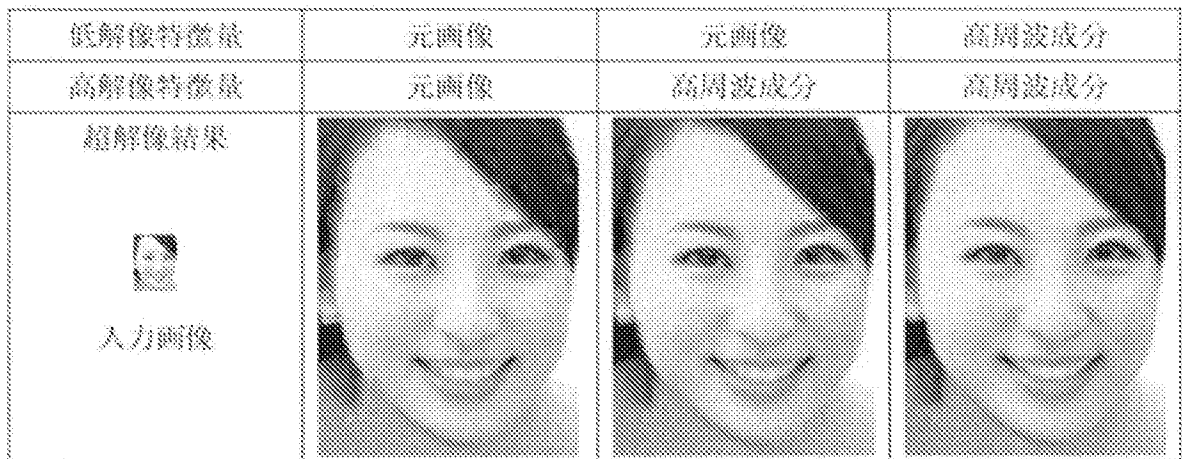 低解像特徴量 元画像 元画像 高周波成分
高解像特徴量 元画像 高周波成分 高周波成分
超解像結果
入力画像